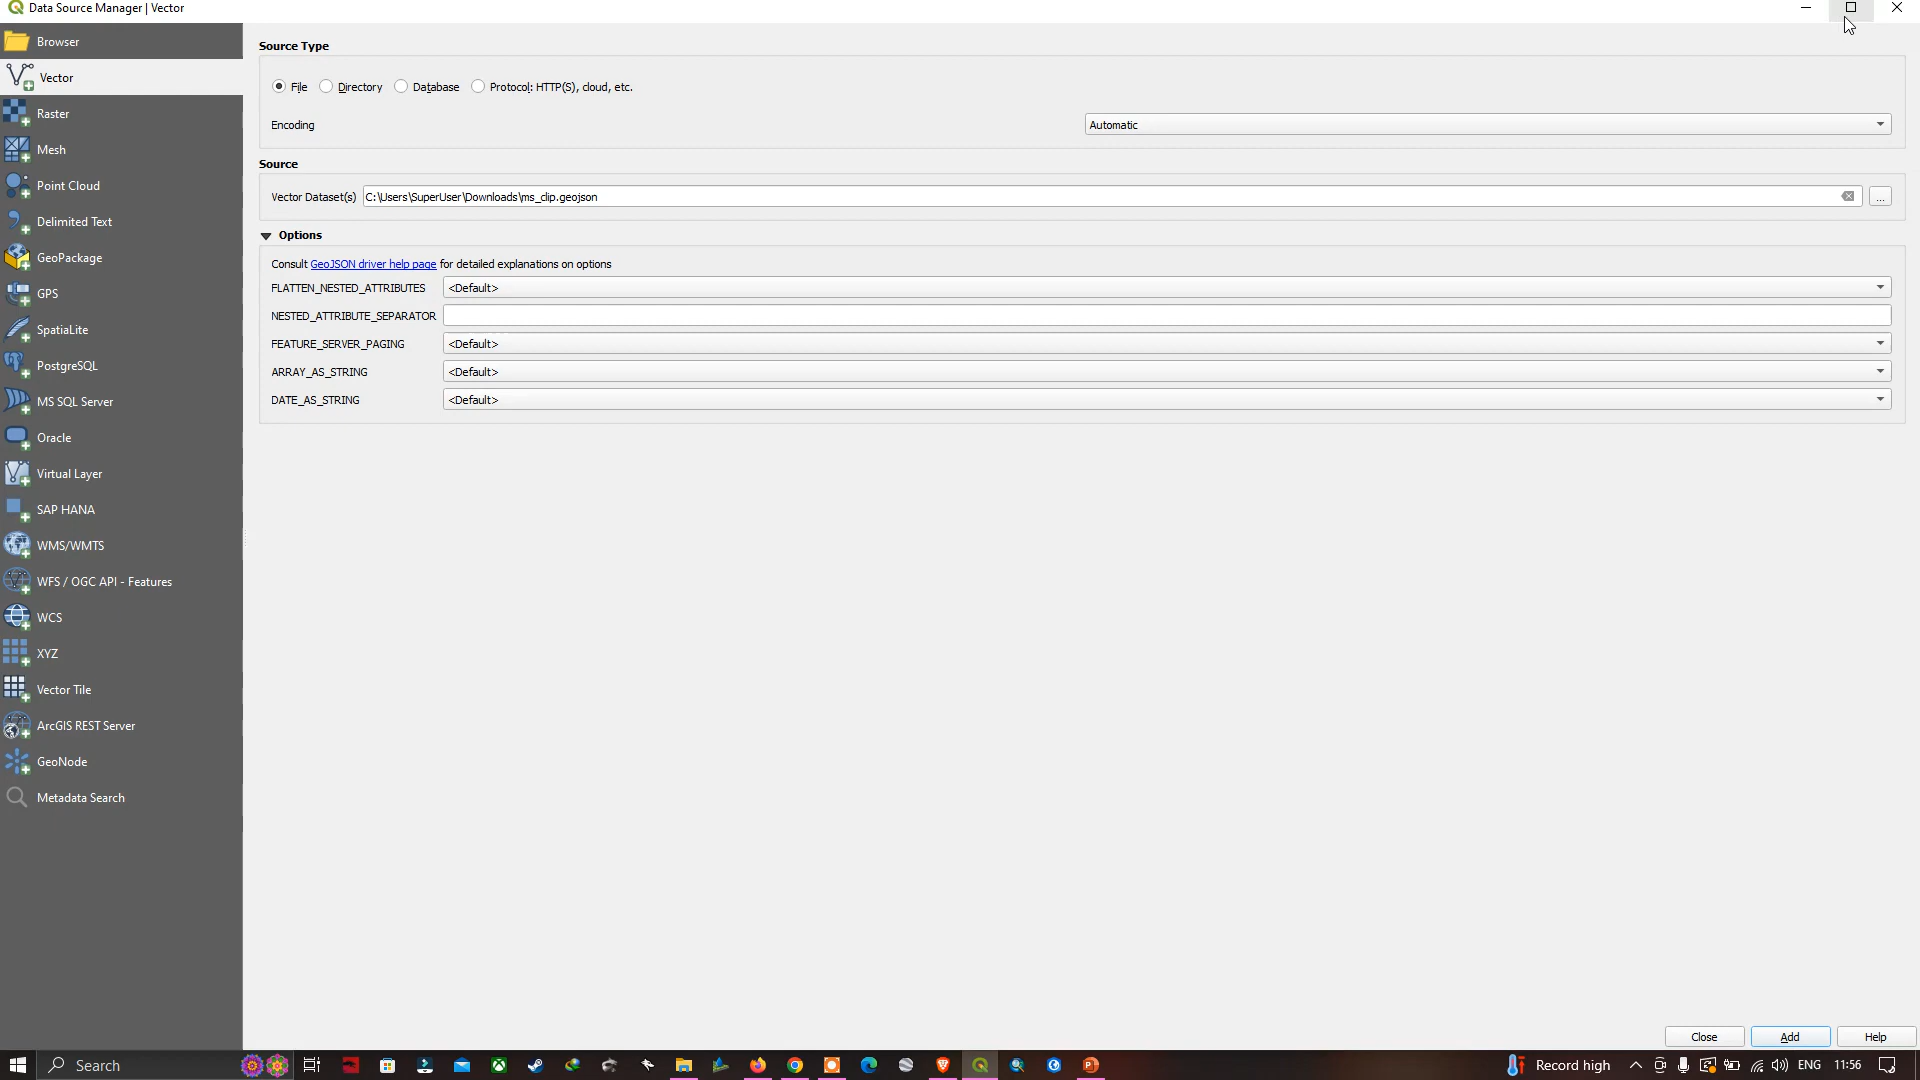 Data Source Manager | Vector
Browser
Vector
Raster
Mesh
Point Cloud
Delimited Text
GeoPackage
GPS
SpatiaLite
PostgreSQL
MS SQL Server
Oracle
Virtual Layer
SAP HANA
WMS/WMTS
WFS / OGC API - Features
WCS
XYZ
Vector Tile
ArcGIS REST Server
GeoNode
Metadata Search
Source Type
File Directory Database Protocol: HTTP(S), cloud, etc.
Encoding Automatic
Source
Vector Dataset(s) C:\Users\SuperUser\Downloads\ms_clip.geojson ...
Options
Consult GeoJSON driver help page for detailed explanations on options
FLATTEN_NESTED_ATTRIBUTES <Default>
NESTED_ATTRIBUTE_SEPARATOR
FEATURE_SERVER_PAGING <Default>
ARRAY_AS_STRING <Default>
DATE_AS_STRING <Default>
Close Add Help
Search Record high ENG 11:56